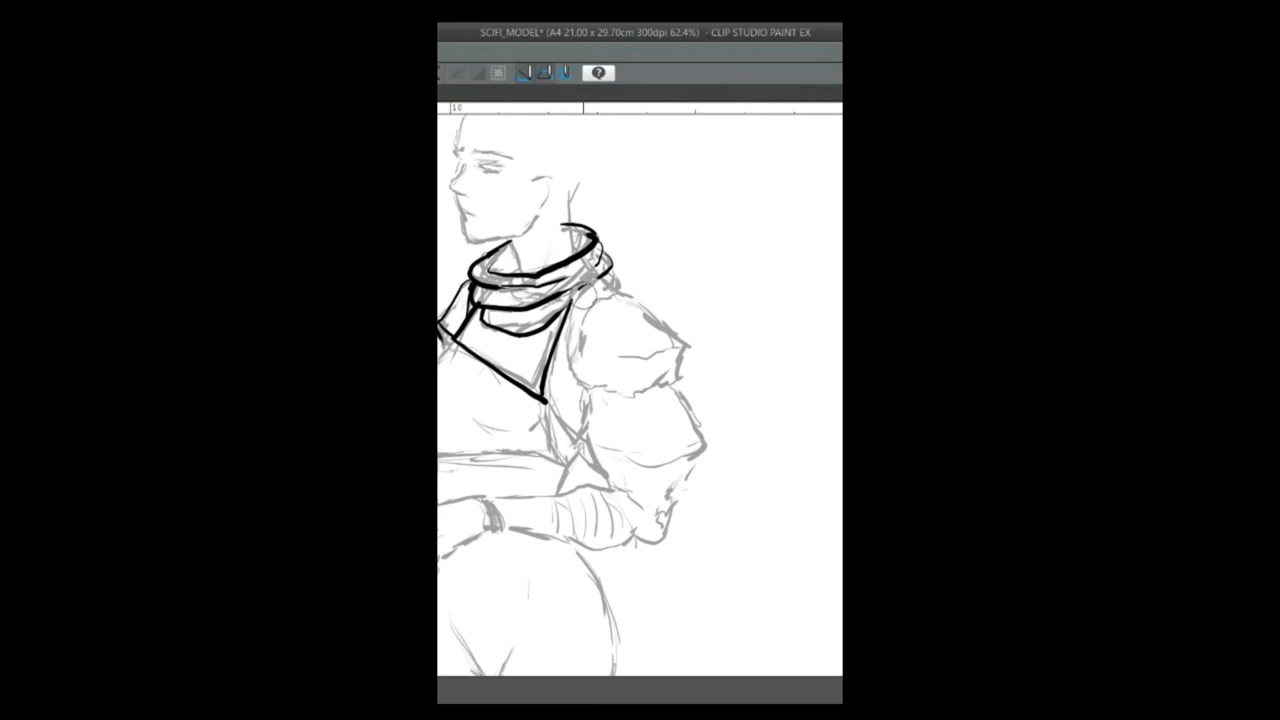 SCIFI_MODEL* (A4 21.00 x 29.70cm 300dpi 62.4%) - CLIP STUDIO PAINT EX
?
10